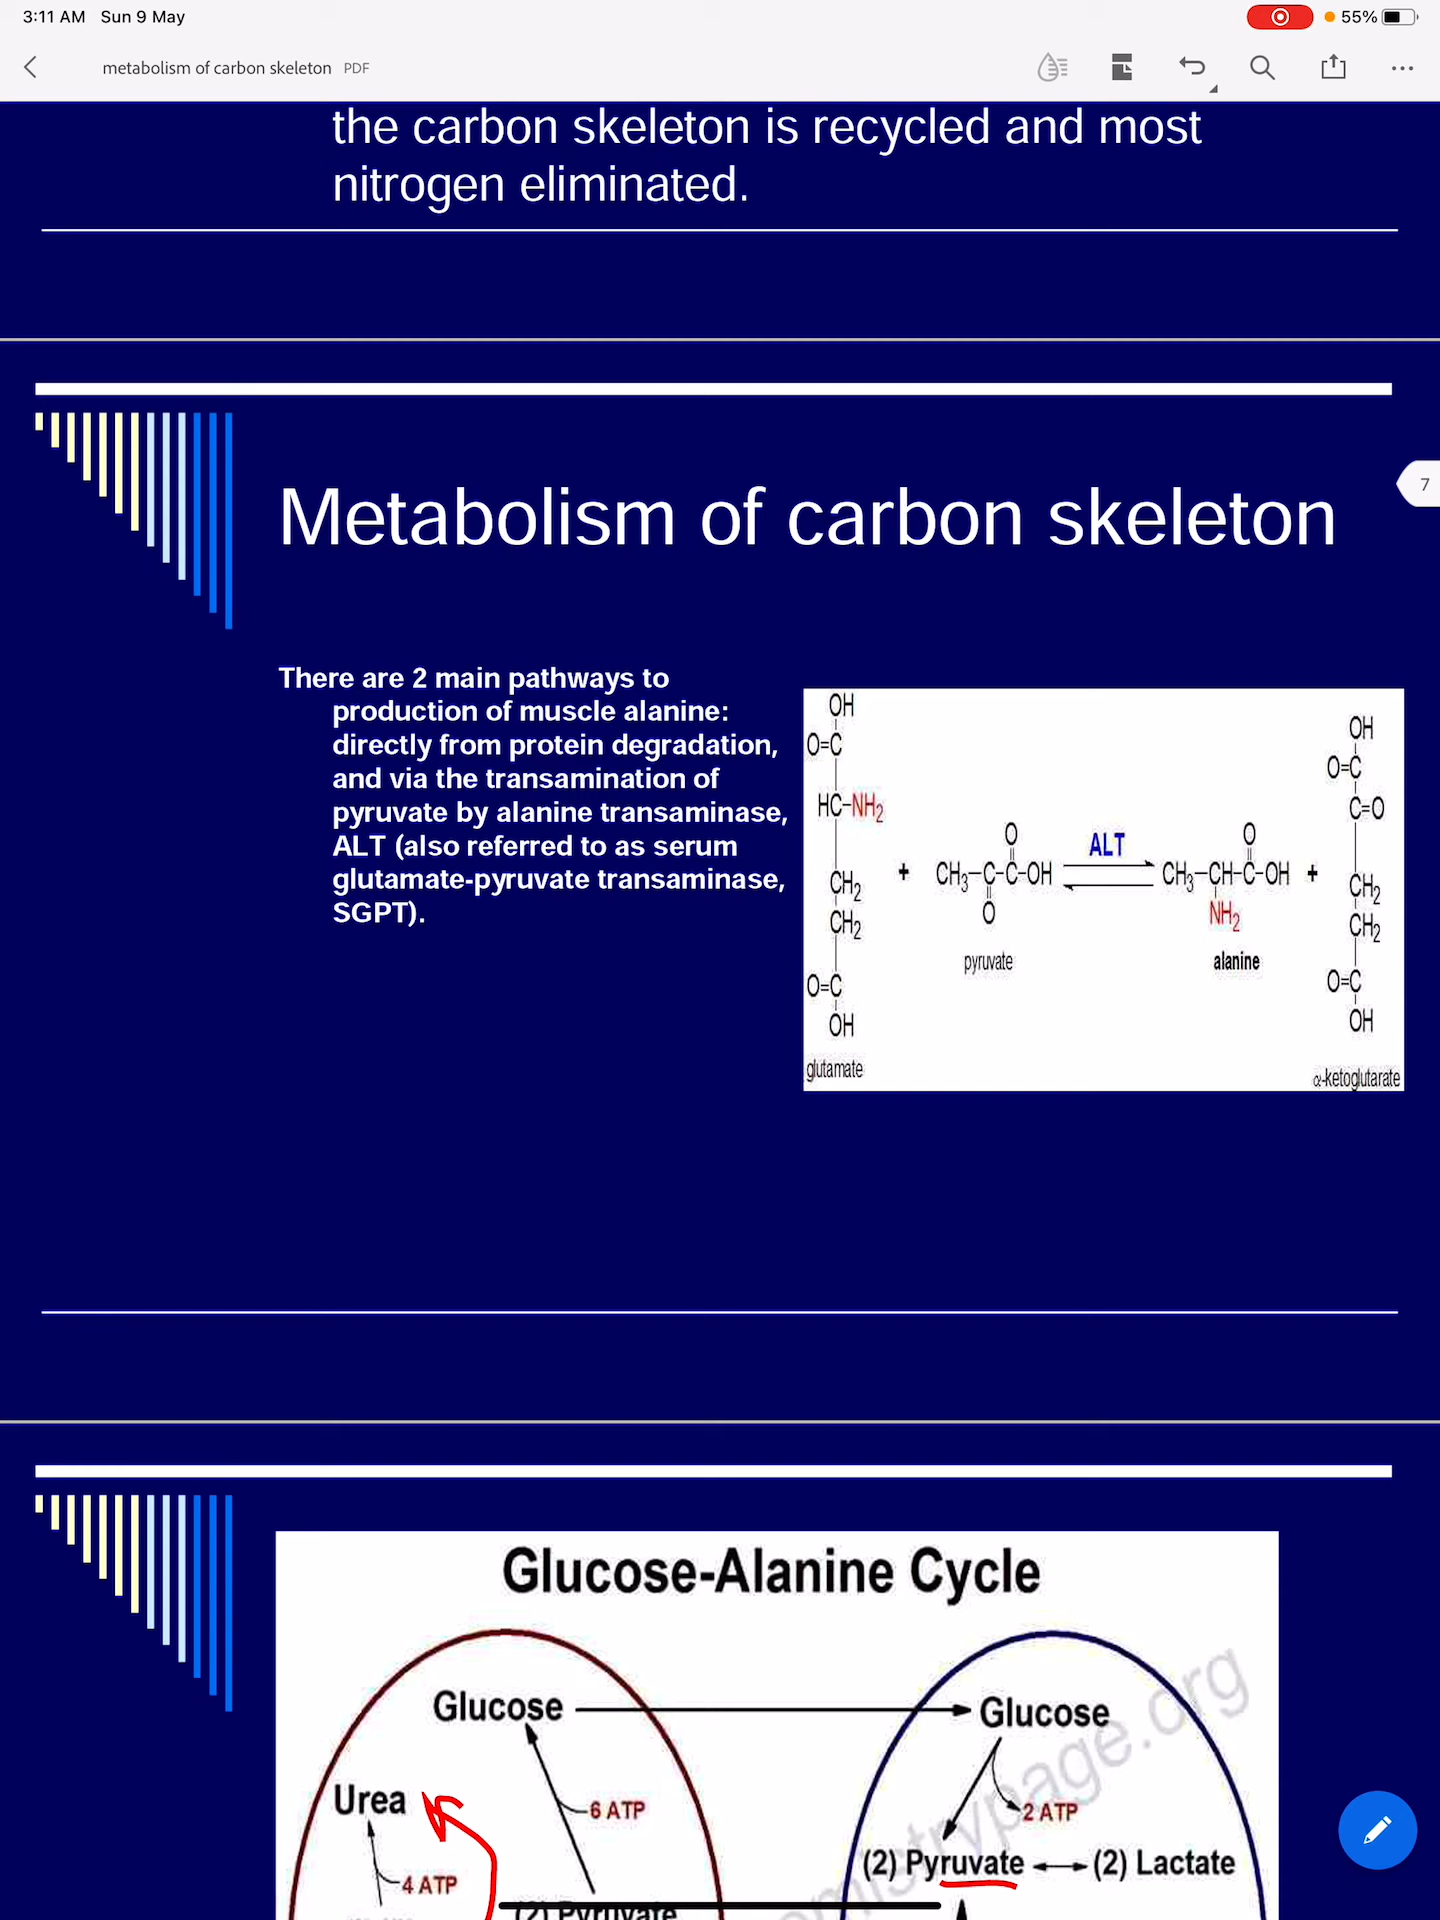 3:11 AM Sun 9 May
55%
metabolism of carbon skeleton PDF
the carbon skeleton is recycled and most
nitrogen eliminated.
7
Metabolism of carbon skeleton
There are 2 main pathways to
production of muscle alanine:
directly from protein degradation,
and via the transamination of
pyruvate by alanine transaminase,
ALT (also referred to as serum
glutamate-pyruvate transaminase,
SGPT).
OH
O=C
HC-NH2
CH2
CH2
O=C
OH
glutamate
+
O
CH3-C-C-OH
O
pyruvate
ALT
O
CH3-CH-C-OH
NH2
alanine
+
OH
O=C
C=O
CH2
CH2
O=C
OH
α-ketoglutarate
Glucose-Alanine Cycle
Glucose
Glucose
Urea
6 ATP
2 ATP
(2) Pyruvate
(2) Lactate
4 ATP
(2) Pyruvate
mistrypage.org